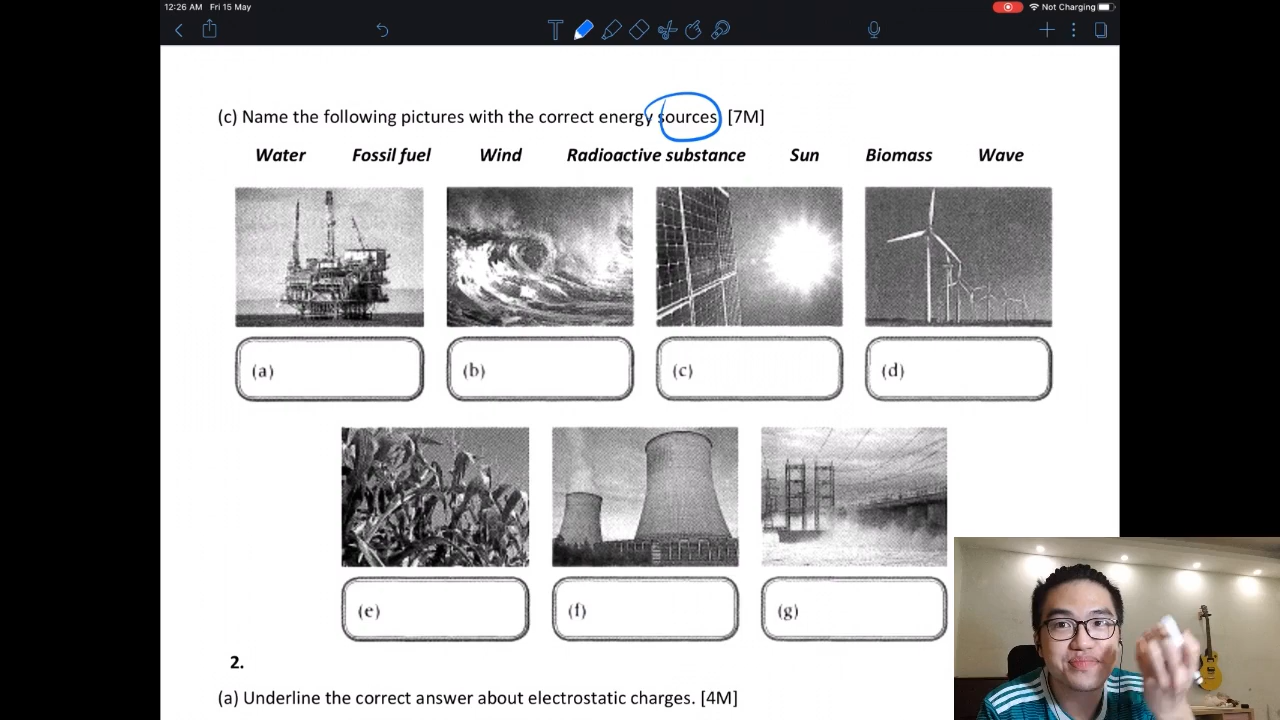 12:26 AM Fri 15 May
Not Charging
(c) Name the following pictures with the correct energy sources. [7M]
Water Fossil fuel Wind Radioactive substance Sun Biomass Wave
(a) (b) (c) (d)
(e) (f) (g)
2.
(a) Underline the correct answer about electrostatic charges. [4M]